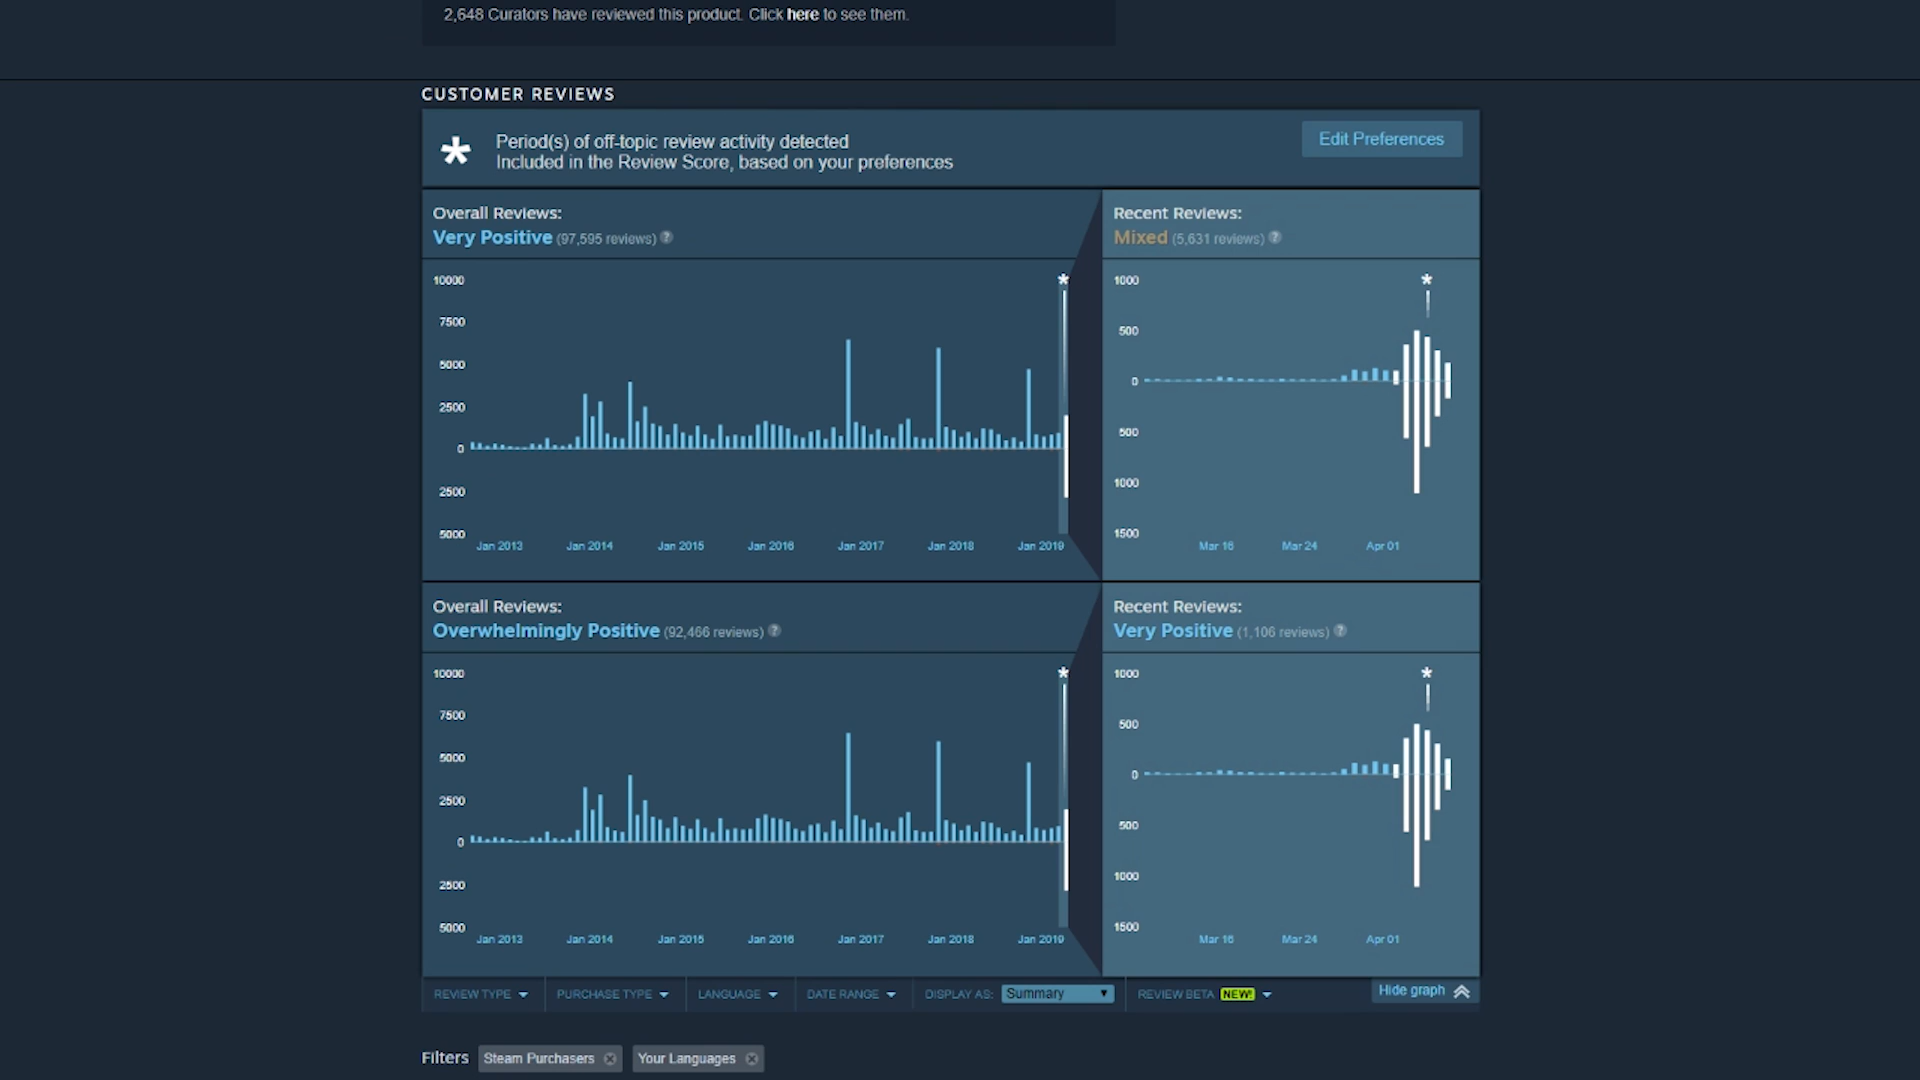 2,648 Curators have reviewed this product. Click here to see them.
CUSTOMER REVIEWS
* Period(s) of off-topic review activity detected
Included in the Review Score, based on your preferences
Edit Preferences
Overall Reviews:
Very Positive (97,595 reviews) ?
10000
7500
5000
2500
0
2500
5000
*
Jan 2013 Jan 2014 Jan 2015 Jan 2016 Jan 2017 Jan 2018 Jan 2019
Recent Reviews:
Mixed (5,631 reviews) ?
1000
500
0
500
1000
1500
*
Mar 16 Mar 24 Apr 01
Overall Reviews:
Overwhelmingly Positive (92,466 reviews) ?
10000
7500
5000
2500
0
2500
5000
*
Jan 2013 Jan 2014 Jan 2015 Jan 2016 Jan 2017 Jan 2018 Jan 2019
Recent Reviews:
Very Positive (1,106 reviews) ?
1000
500
0
500
1000
1500
*
Mar 16 Mar 24 Apr 01
REVIEW TYPE PURCHASE TYPE LANGUAGE DATE RANGE DISPLAY AS: Summary REVIEW BETA NEW! Hide graph
Filters Steam Purchasers Your Languages